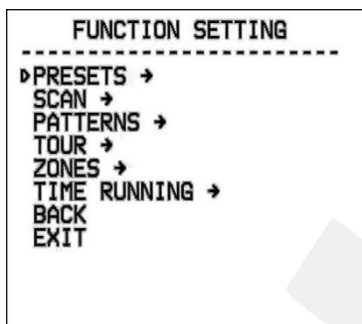 FUNCTION SETTING
PRESETS →
SCAN →
PATTERNS →
TOUR →
ZONES →
TIME RUNNING →
BACK
EXIT